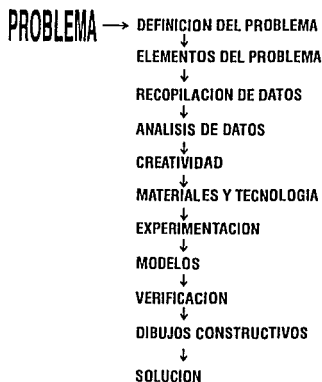 PROBLEMA → DEFINICION DEL PROBLEMA
↓
ELEMENTOS DEL PROBLEMA
↓
RECOPILACION DE DATOS
↓
ANALISIS DE DATOS
↓
CREATIVIDAD
↓
MATERIALES Y TECNOLOGIA
↓
EXPERIMENTACION
↓
MODELOS
↓
VERIFICACION
↓
DIBUJOS CONSTRUCTIVOS
↓
SOLUCION